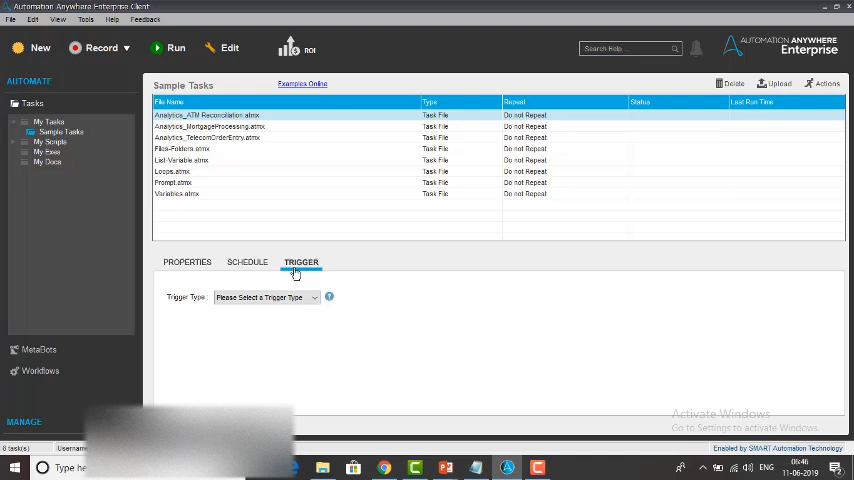 Automation Anywhere Enterprise Client
File Edit View Tools Help Feedback
New Record Run Edit ROI Search Help... AUTOMATION ANYWHERE Enterprise
AUTOMATE
Tasks
My Tasks
Sample Tasks
My Scripts
My Exes
My Docs
MetaBots
Workflows
MANAGE
Sample Tasks Examples Online Delete Upload Actions
File Name Type Repeat Status Last Run Time
Analytics_ATM Reconciliation.atmx Task File Do not Repeat
Analytics_MortgageProcessing.atmx Task File Do not Repeat
Analytics_TelecomOrderEntry.atmx Task File Do not Repeat
Files-Folders.atmx Task File Do not Repeat
List-Variable.atmx Task File Do not Repeat
Loops.atmx Task File Do not Repeat
Prompt.atmx Task File Do not Repeat
Variables.atmx Task File Do not Repeat
PROPERTIES SCHEDULE TRIGGER
Trigger Type : Please Select a Trigger Type ?
Activate Windows
Go to Settings to activate Windows.
8 task(s) Username Enabled by SMART Automation Technology
Type he
ENG 06:46
11-06-2019
2